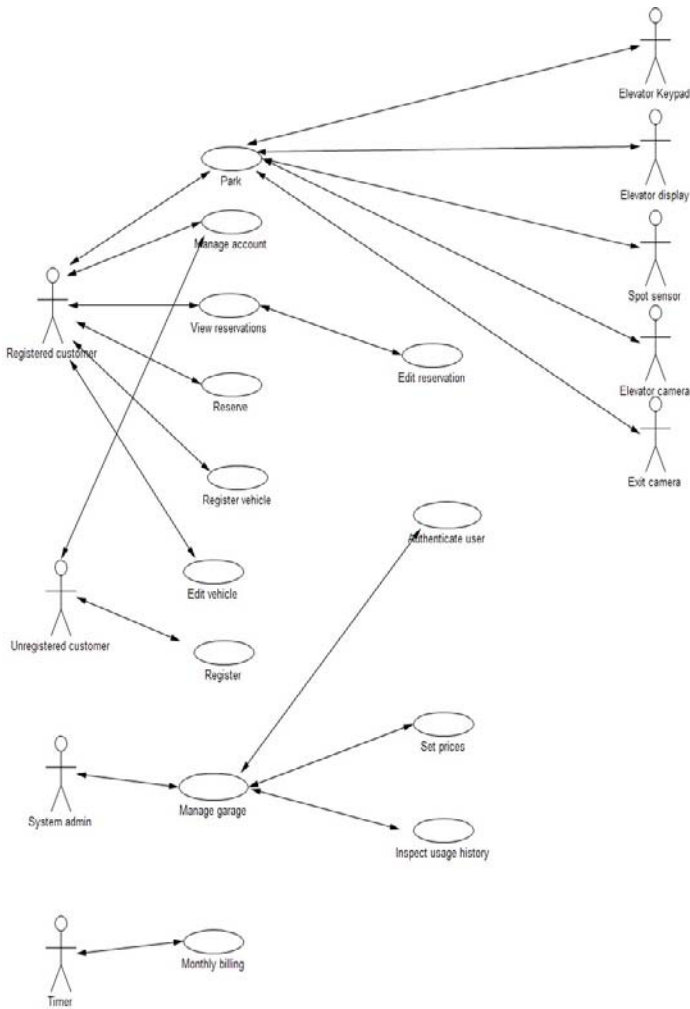 Elevator Keypad
Park
Elevator display
Manage account
Spot sensor
Registered customer
View reservations
Edit reservation
Elevator camera
Reserve
Exit camera
Register vehicle
Authenticate user
Edit vehicle
Unregistered customer
Register
Set prices
System admin
Manage garage
Inspect usage history
Monthly billing
Timer